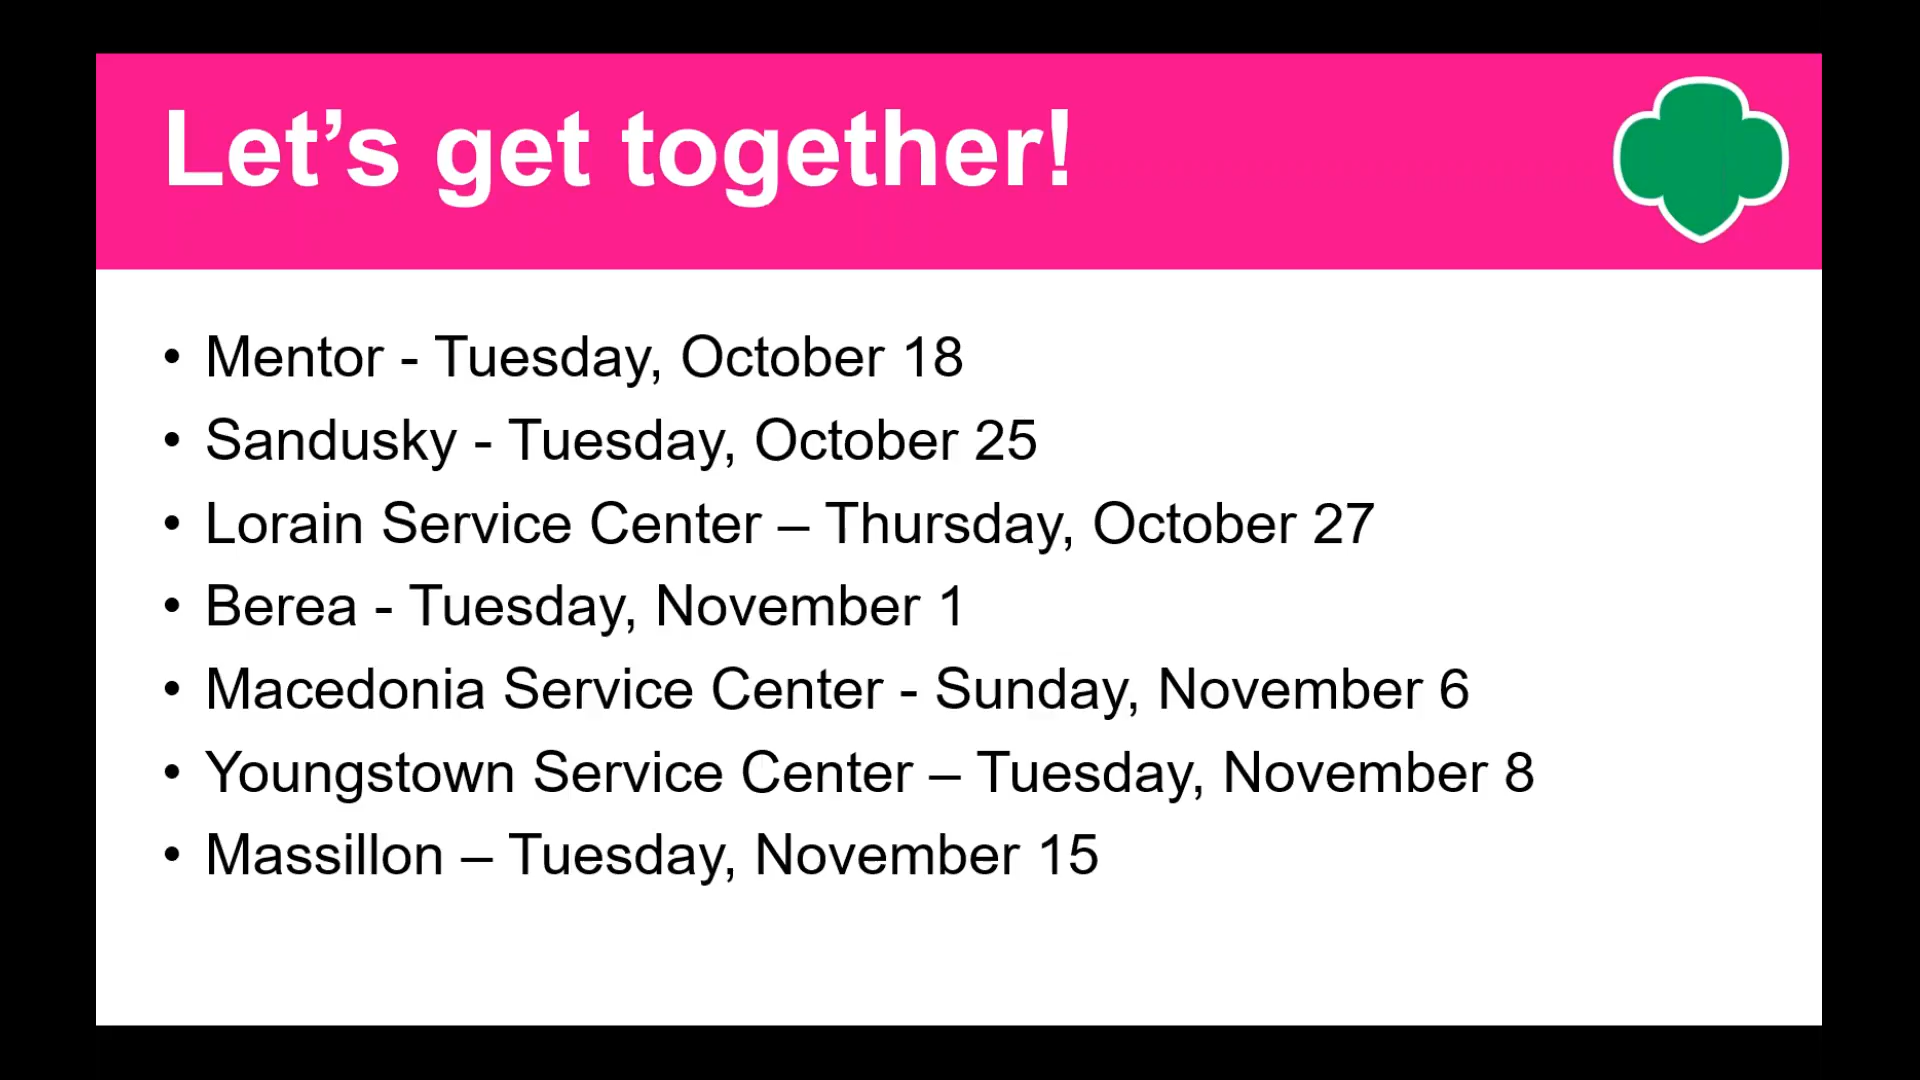 Let’s get together!
• Mentor - Tuesday, October 18
• Sandusky - Tuesday, October 25
• Lorain Service Center – Thursday, October 27
• Berea - Tuesday, November 1
• Macedonia Service Center - Sunday, November 6
• Youngstown Service Center – Tuesday, November 8
• Massillon – Tuesday, November 15